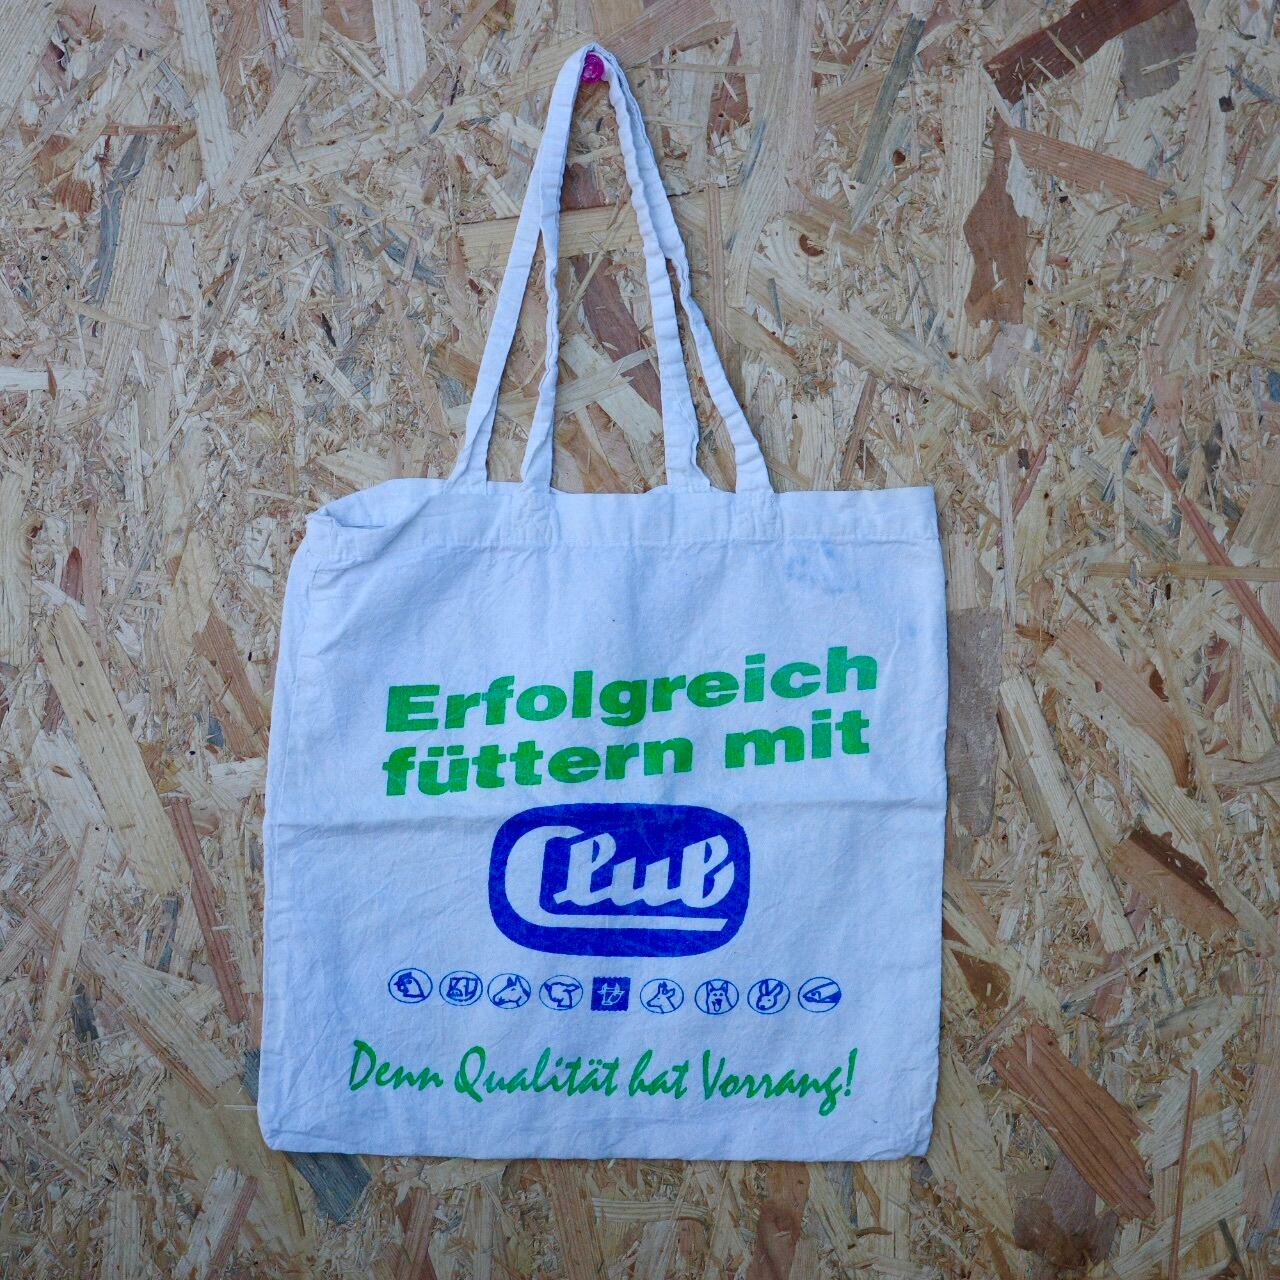 Erfolgreich
füttern mit
Club
Denn Qualität hat Vorrang!